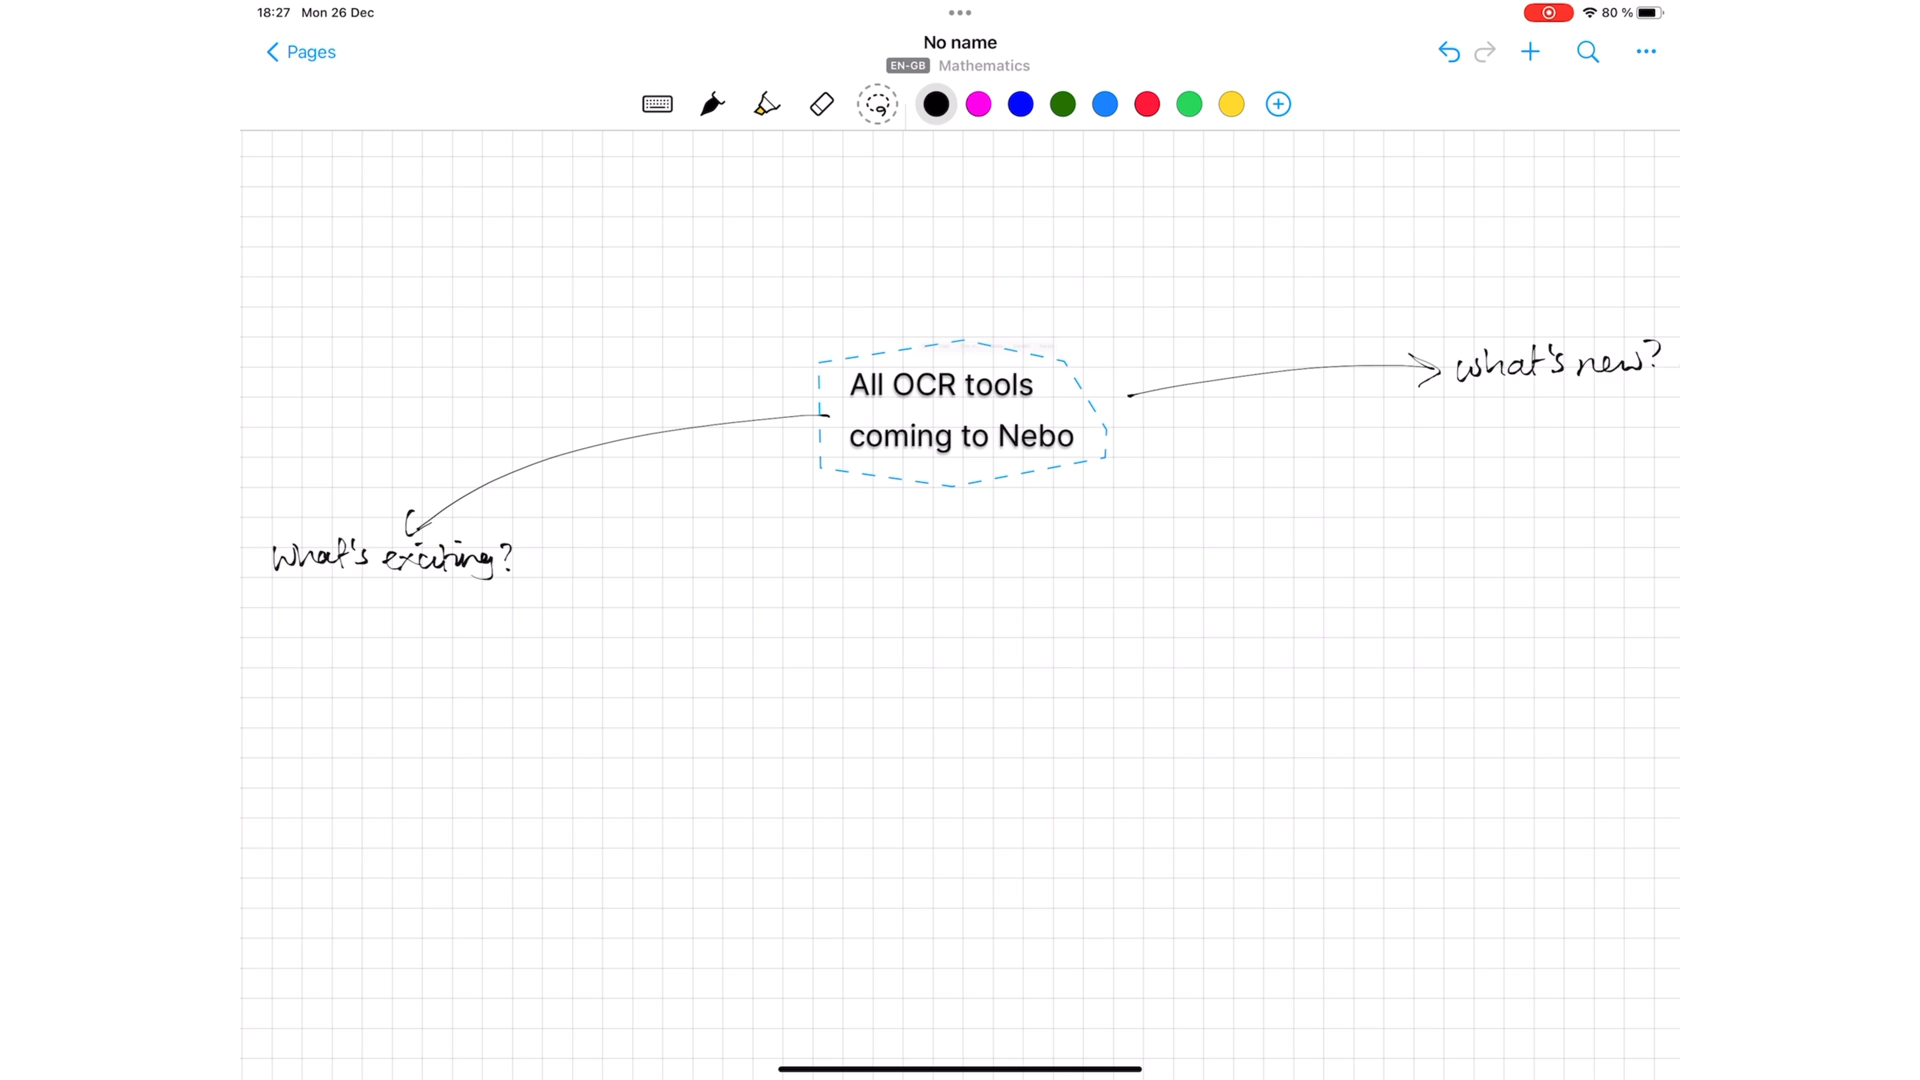 18:27 Mon 26 Dec
80 %
Pages
No name
EN-GB Mathematics
All OCR tools
coming to Nebo
what's new?
What's exciting?